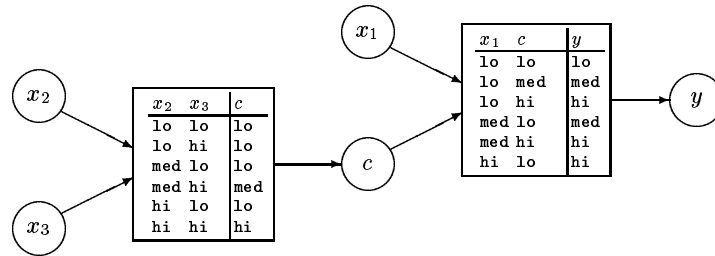 x2
x3
x2 x3 c
lo lo lo
lo hi lo
med lo lo
med hi med
hi lo lo
hi hi hi
x1
c
x1 c y
lo lo lo
lo med med
lo hi hi
med lo med
med hi hi
hi lo hi
y